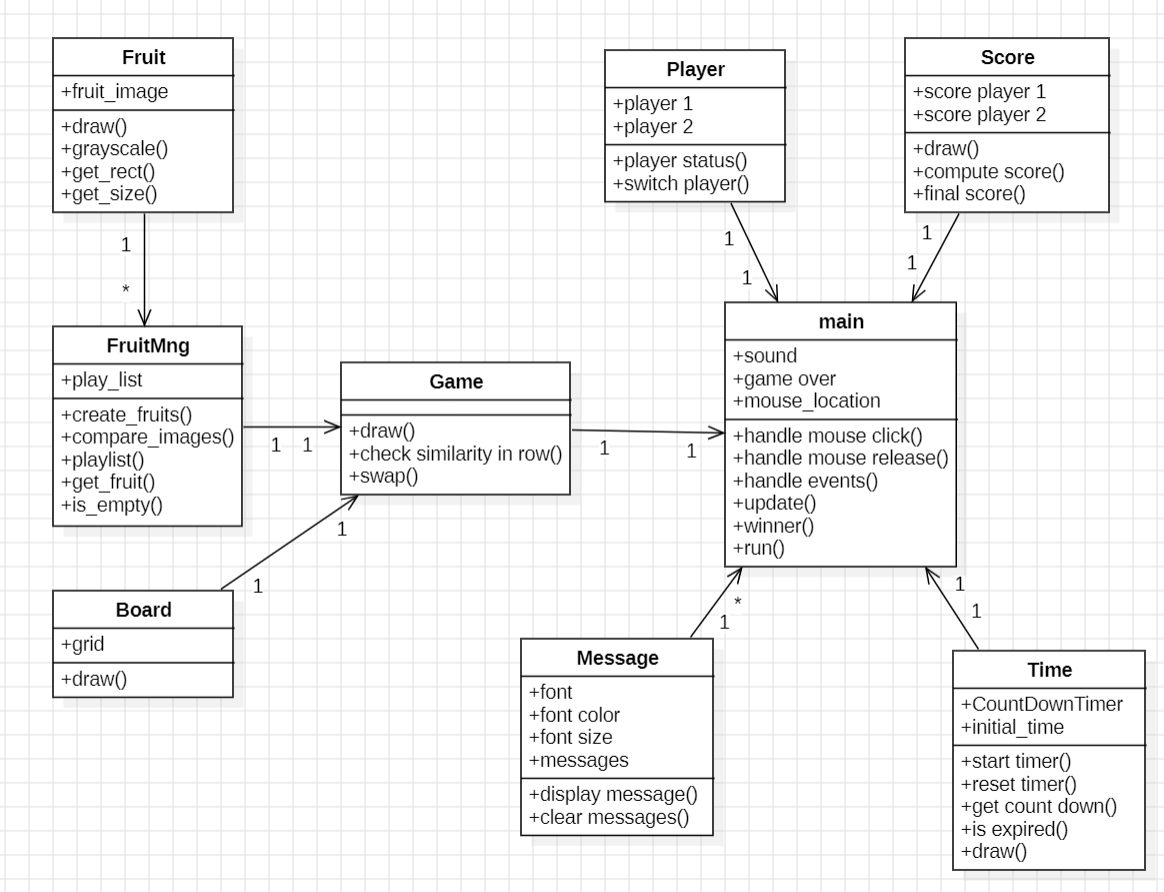 Fruit
+fruit_image
+draw()
+grayscale()
+get_rect()
+get_size()
1
*
Player
+player 1
+player 2
+player status()
+switch player()
1
1
Score
+score player 1
+score player 2
+draw()
+compute score()
+final score()
1
1
FruitMng
+play_list
+create_fruits()
+compare_images()
+playlist()
+get_fruit()
+is_empty()
1
1
Game
+draw()
+check similarity in row()
+swap()
1
1
main
+sound
+game over
+mouse_location
+handle mouse click()
+handle mouse release()
+handle events()
+update()
+winner()
+run()
1
1
Board
+grid
+draw()
*
1
Message
+font
+font color
+font size
+messages
+display message()
+clear messages()
1
1
Time
+CountDownTimer
+initial_time
+start timer()
+reset timer()
+get count down()
+is expired()
+draw()